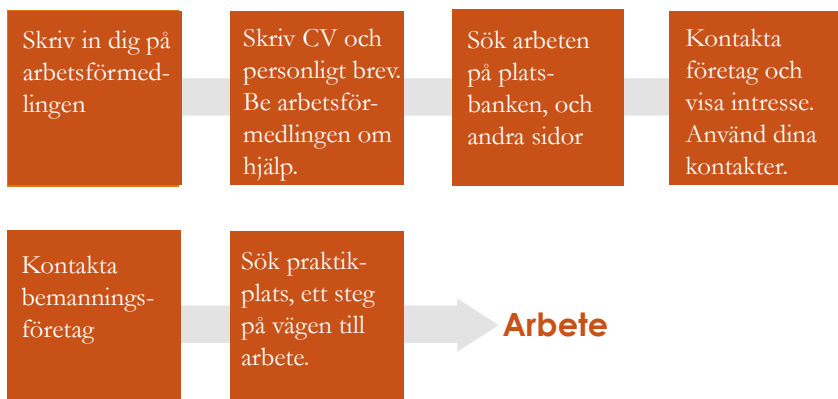 Skriv in dig på
arbetsförmed-
lingen
Skriv CV och
personligt brev.
Be arbetsför-
medlingen om
hjälp.
Sök arbeten
på plats-
banken, och
andra sidor
Kontakta
företag och
visa intresse.
Använd dina
kontakter.
Kontakta
bemannings-
företag
Sök praktik-
plats, ett steg
på vägen till
arbete.
Arbete